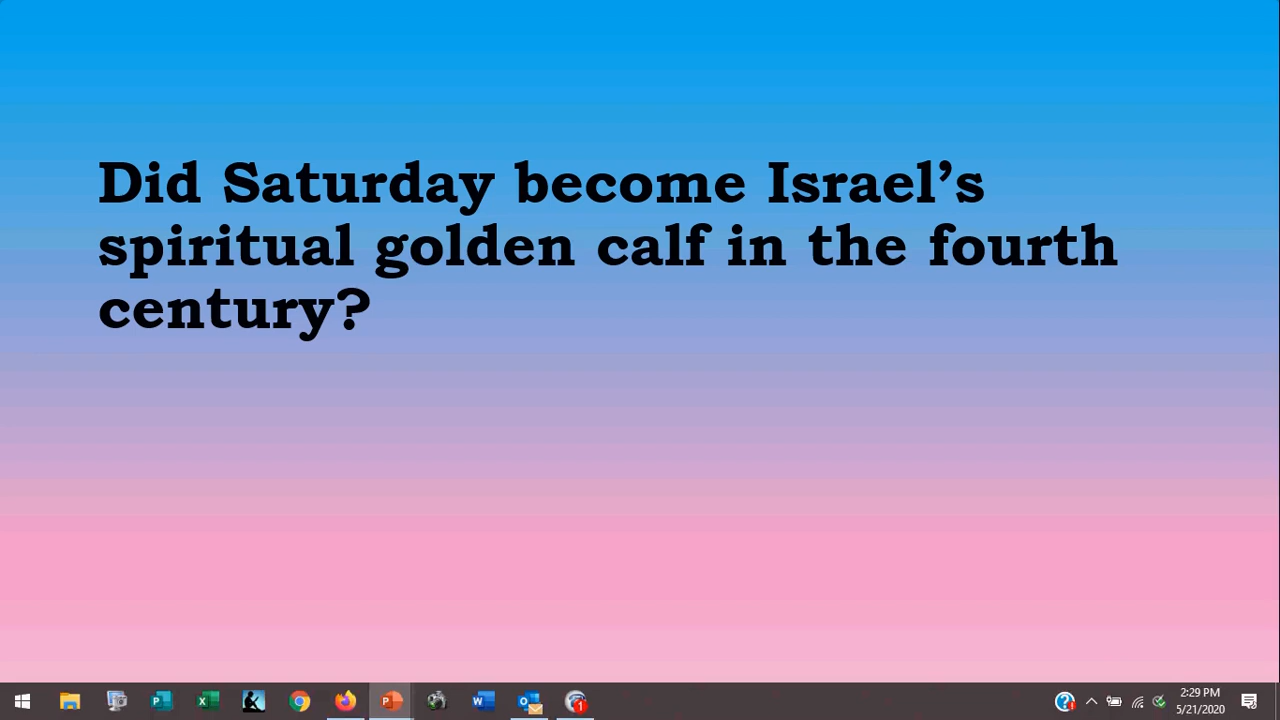 Did Saturday become Israel’s
spiritual golden calf in the fourth
century?
2:29 PM
5/21/2020